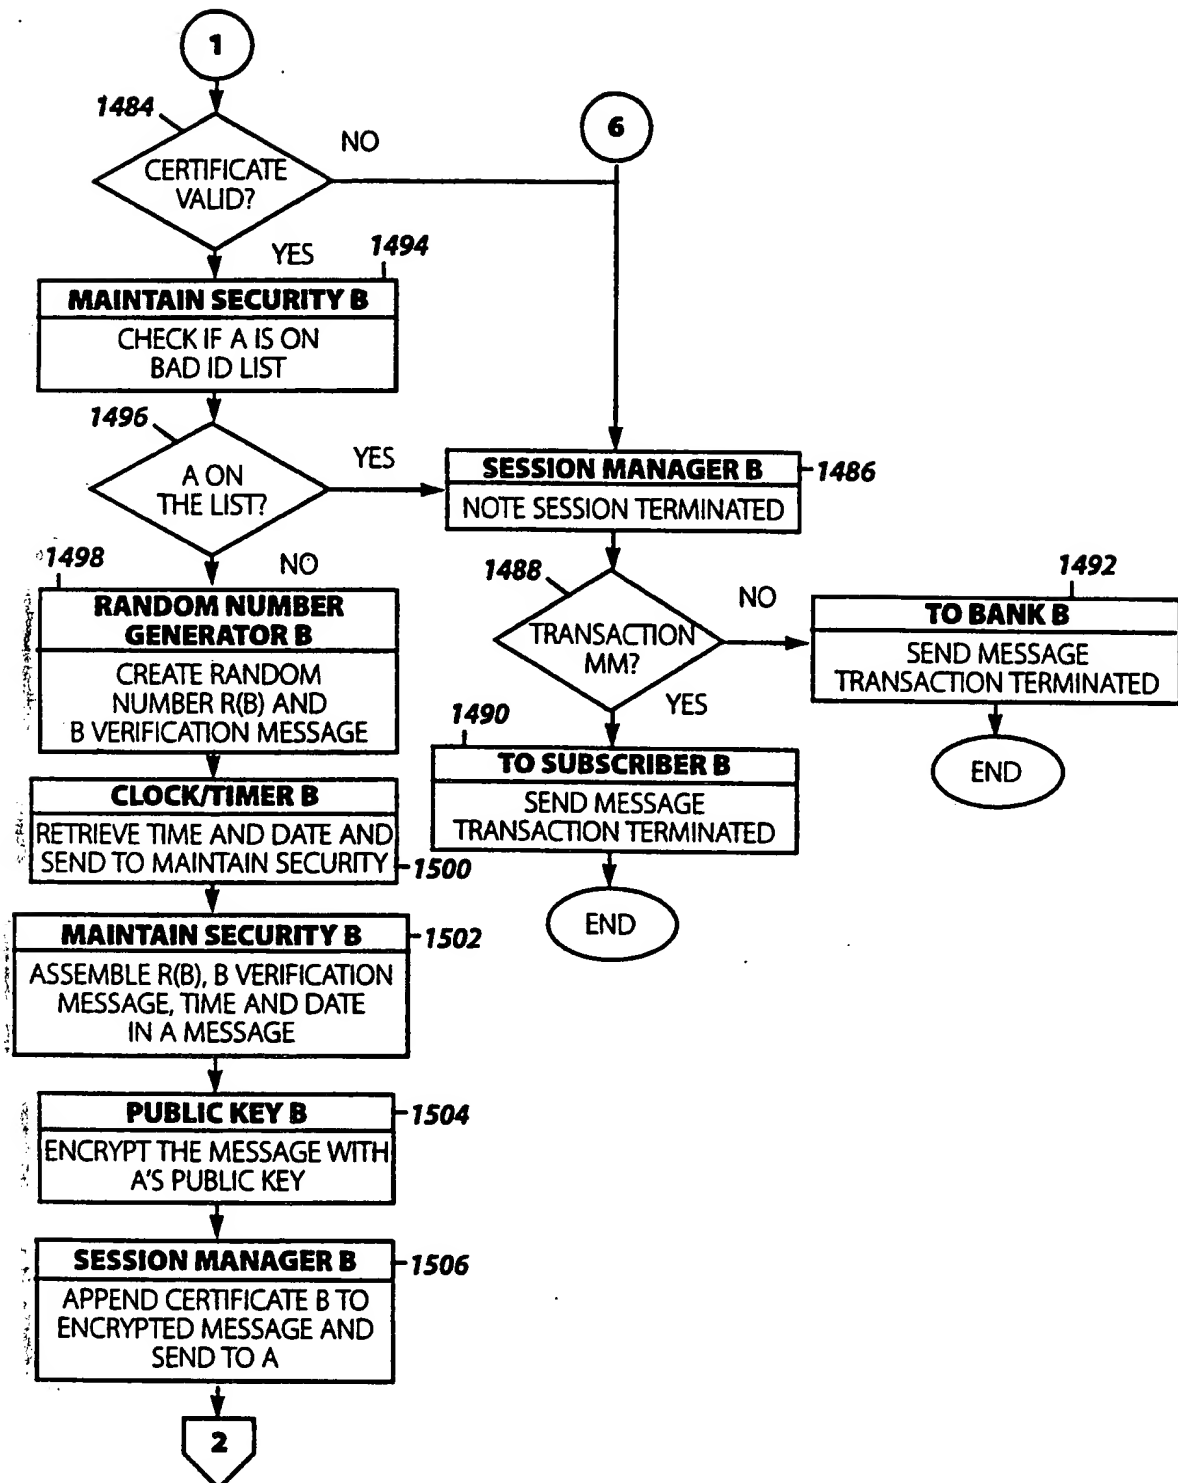 1
1484
CERTIFICATE
VALID?
NO
6
YES
1494
MAINTAIN SECURITY B
CHECK IF A IS ON
BAD ID LIST
1496
A ON
THE LIST?
YES
SESSION MANAGER B
1486
NOTE SESSION TERMINATED
NO
1498
RANDOM NUMBER
GENERATOR B
CREATE RANDOM
NUMBER R(B) AND
B VERIFICATION MESSAGE
1488
TRANSACTION
MM?
NO
1492
TO BANK B
SEND MESSAGE
TRANSACTION TERMINATED
END
YES
1490
TO SUBSCRIBER B
SEND MESSAGE
TRANSACTION TERMINATED
END
CLOCK/TIMER B
RETRIEVE TIME AND DATE AND
SEND TO MAINTAIN SECURITY
1500
MAINTAIN SECURITY B
1502
ASSEMBLE R(B), B VERIFICATION
MESSAGE, TIME AND DATE
IN A MESSAGE
PUBLIC KEY B
1504
ENCRYPT THE MESSAGE WITH
A'S PUBLIC KEY
SESSION MANAGER B
1506
APPEND CERTIFICATE B TO
ENCRYPTED MESSAGE AND
SEND TO A
2